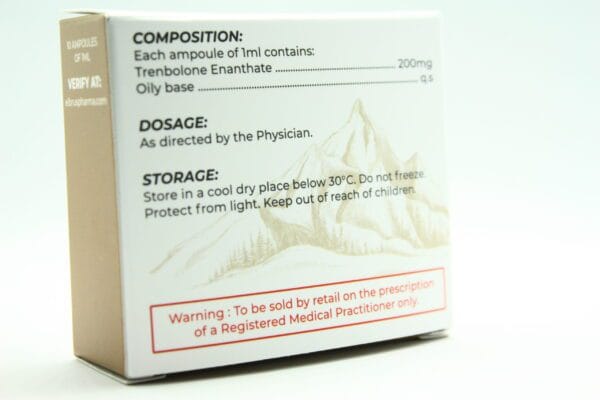 10 AMPOULES
OF 1ML
VERIFY AT:
elbruspharma.com
COMPOSITION:
Each ampoule of 1ml contains:
Trenbolone Enanthate ........................................ 200mg
Oily base ........................................................................ q.s
DOSAGE:
As directed by the Physician.
STORAGE:
Store in a cool dry place below 30°C. Do not freeze.
Protect from light. Keep out of reach of children.
Warning : To be sold by retail on the prescription
of a Registered Medical Practitioner only.